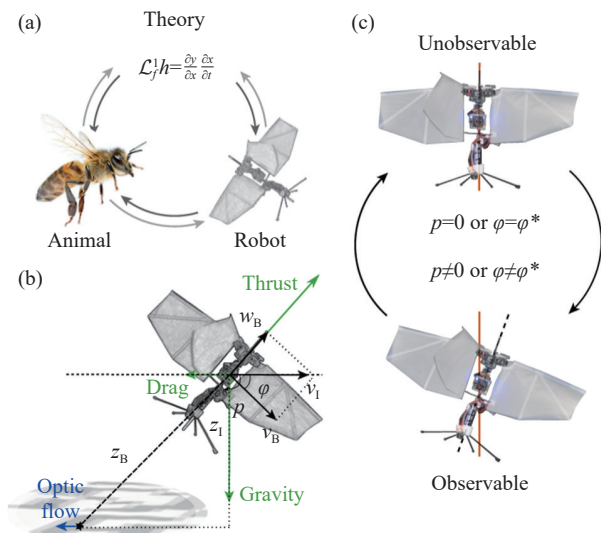 (a)
Theory
ℒ¹_f h=∂y/∂x ∂x/∂t
Animal
Robot
(b)
Thrust
w_B
Drag
φ
v_I
p
v_B
z_I
z_B
Optic
flow
Gravity
(c)
Unobservable
p=0 or φ=φ*
p≠0 or φ≠φ*
Observable